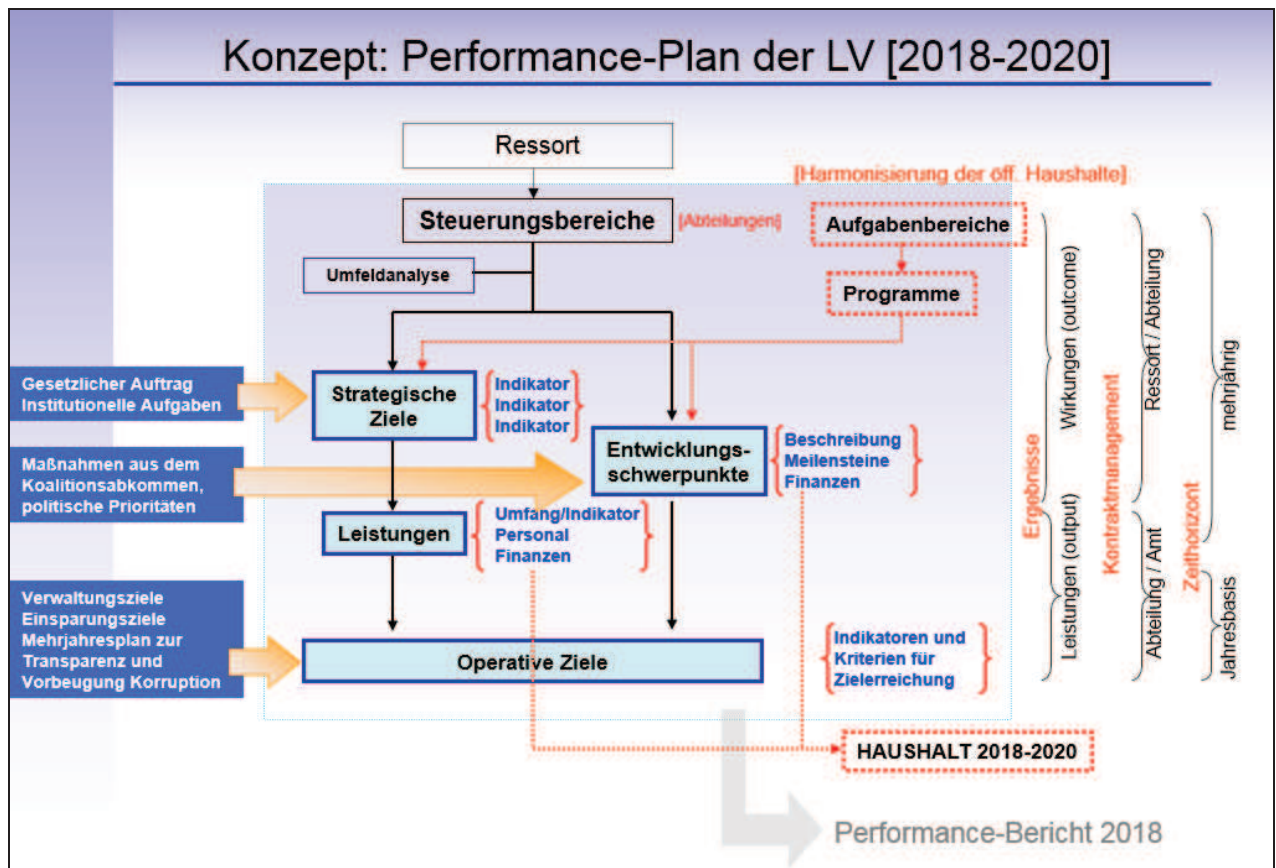 Konzept: Performance-Plan der LV [2018-2020]
Ressort
[Harmonisierung der öff. Haushalte]
Steuerungsbereiche
[Abteilungen]
Aufgabenbereiche
Umfeldanalyse
Programme
Gesetzlicher Auftrag
Institutionelle Aufgaben
Strategische
Ziele
Indikator
Indikator
Indikator
Maßnahmen aus dem
Koalitionsabkommen,
politische Prioritäten
Entwicklungs-
schwerpunkte
Beschreibung
Meilensteine
Finanzen
Leistungen
Umfang/Indikator
Personal
Finanzen
Verwaltungsziele
Einsparungsziele
Mehrjahresplan zur
Transparenz und
Vorbeugung Korruption
Operative Ziele
Indikatoren und
Kriterien für
Zielerreichung
Ergebnisse
Wirkungen (outcome)
Leistungen (output)
Kontraktmanagement
Ressort / Abteilung
Abteilung / Amt
Zeithorizont
mehrjährig
Jahresbasis
HAUSHALT 2018-2020
Performance-Bericht 2018